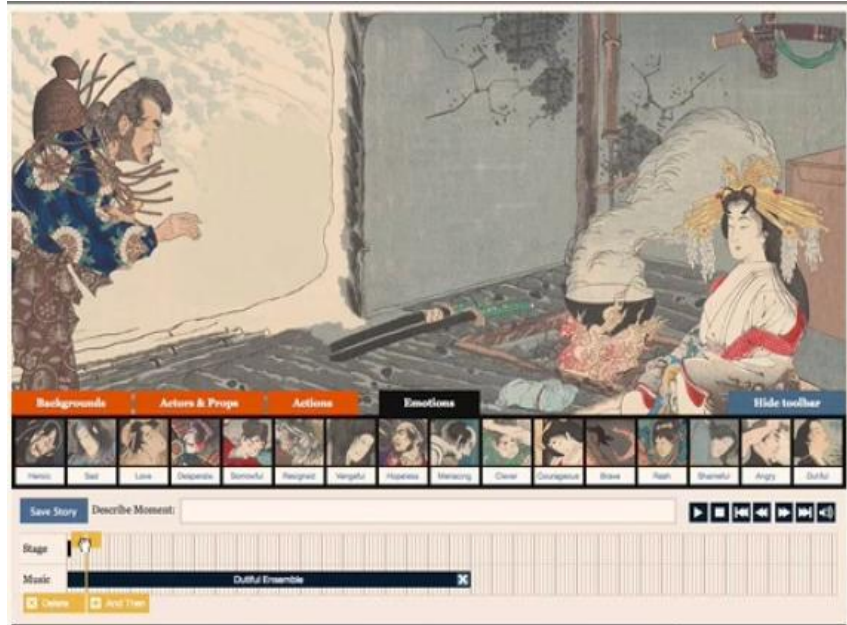 Backgrounds Actors & Props Actions Emotions Hide toolbar
Heroic Sad Love Desperate Sorrowful Resigned Vengeful Hopeless Menacing Clever Courageous Brave Rash Shameful Angry Dutiful
Save Story Describe Moment:
Stage
Music Dutiful Ensemble
Delete And Then